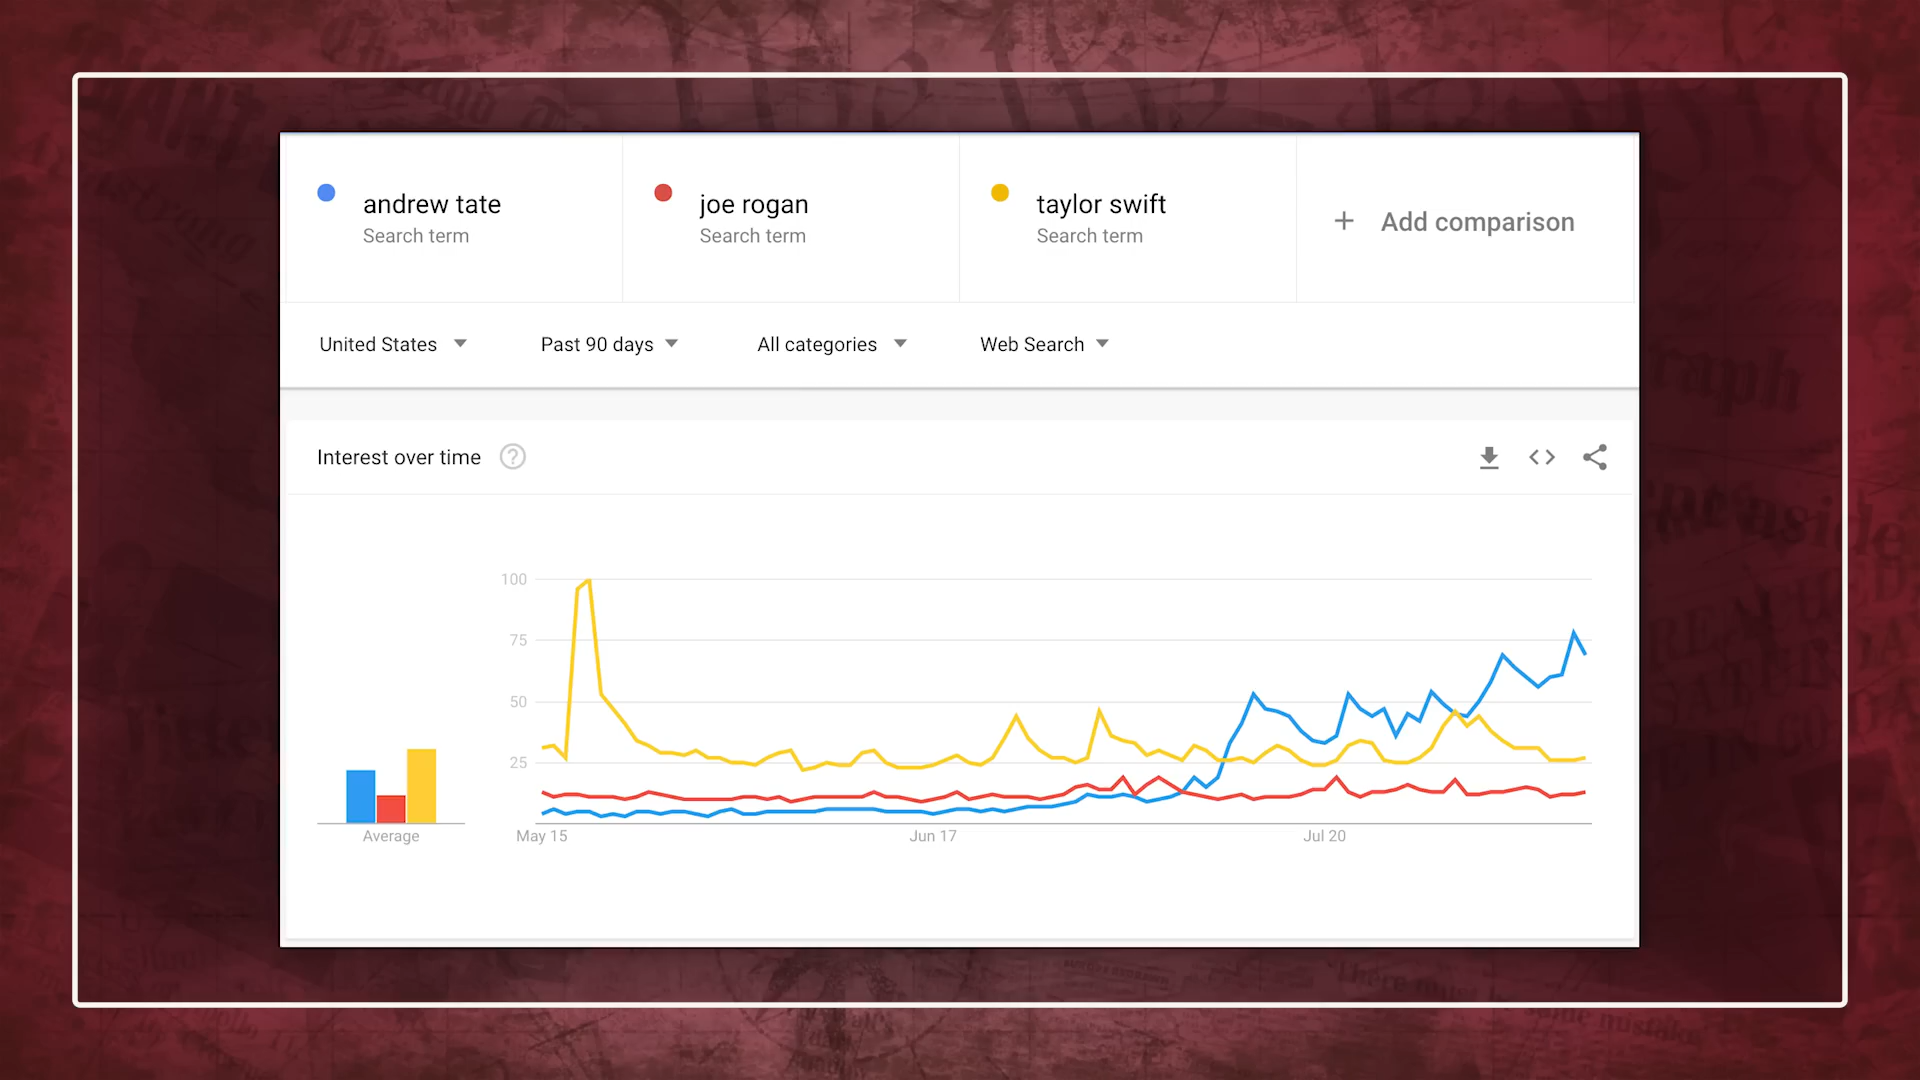 andrew tate
Search term
joe rogan
Search term
taylor swift
Search term
+ Add comparison
United States
Past 90 days
All categories
Web Search
Interest over time ?
100
75
50
25
Average
May 15
Jun 17
Jul 20